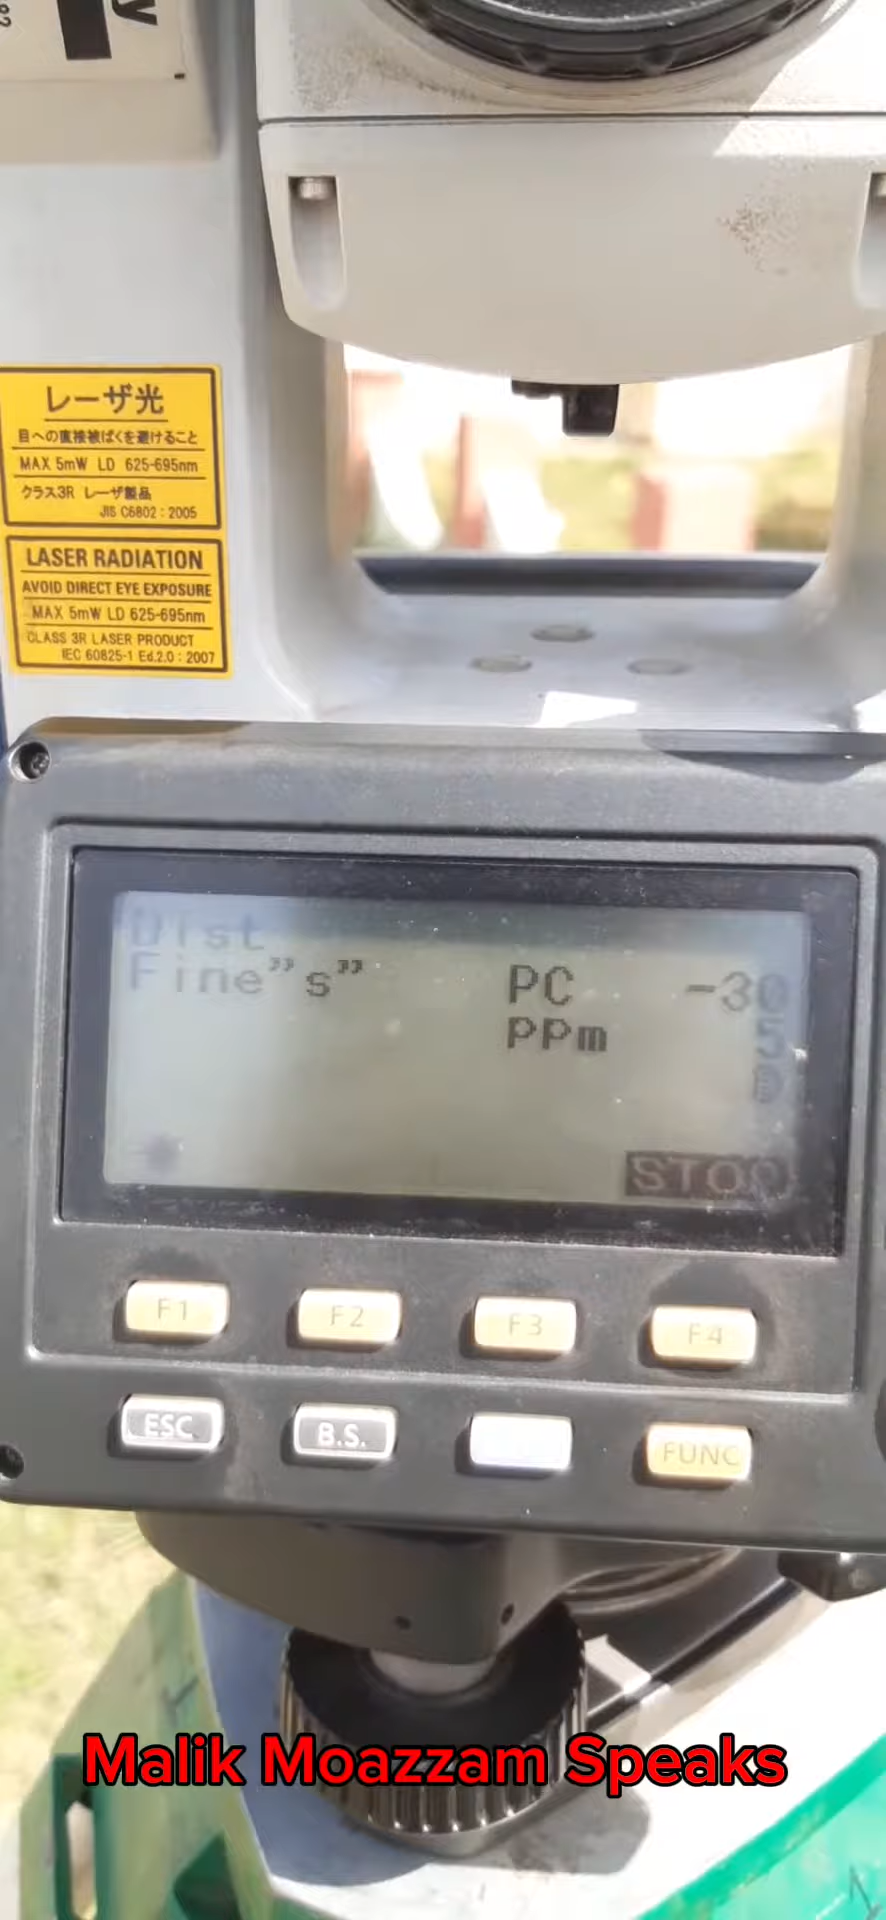 レーザ光
目への直接被ばくを避けること
MAX 5mW LD 625-695nm
クラス3R レーザ製品
JIS C6802 : 2005
LASER RADIATION
AVOID DIRECT EYE EXPOSURE
MAX 5mW LD 625-695nm
CLASS 3R LASER PRODUCT
IEC 60825-1 Ed.2.0 : 2007
Dist
Fine"s" PC -30
PPm 5
0
STOP
F1 F2 F3 F4
ESC B.S. FUNC
Malik Moazzam Speaks